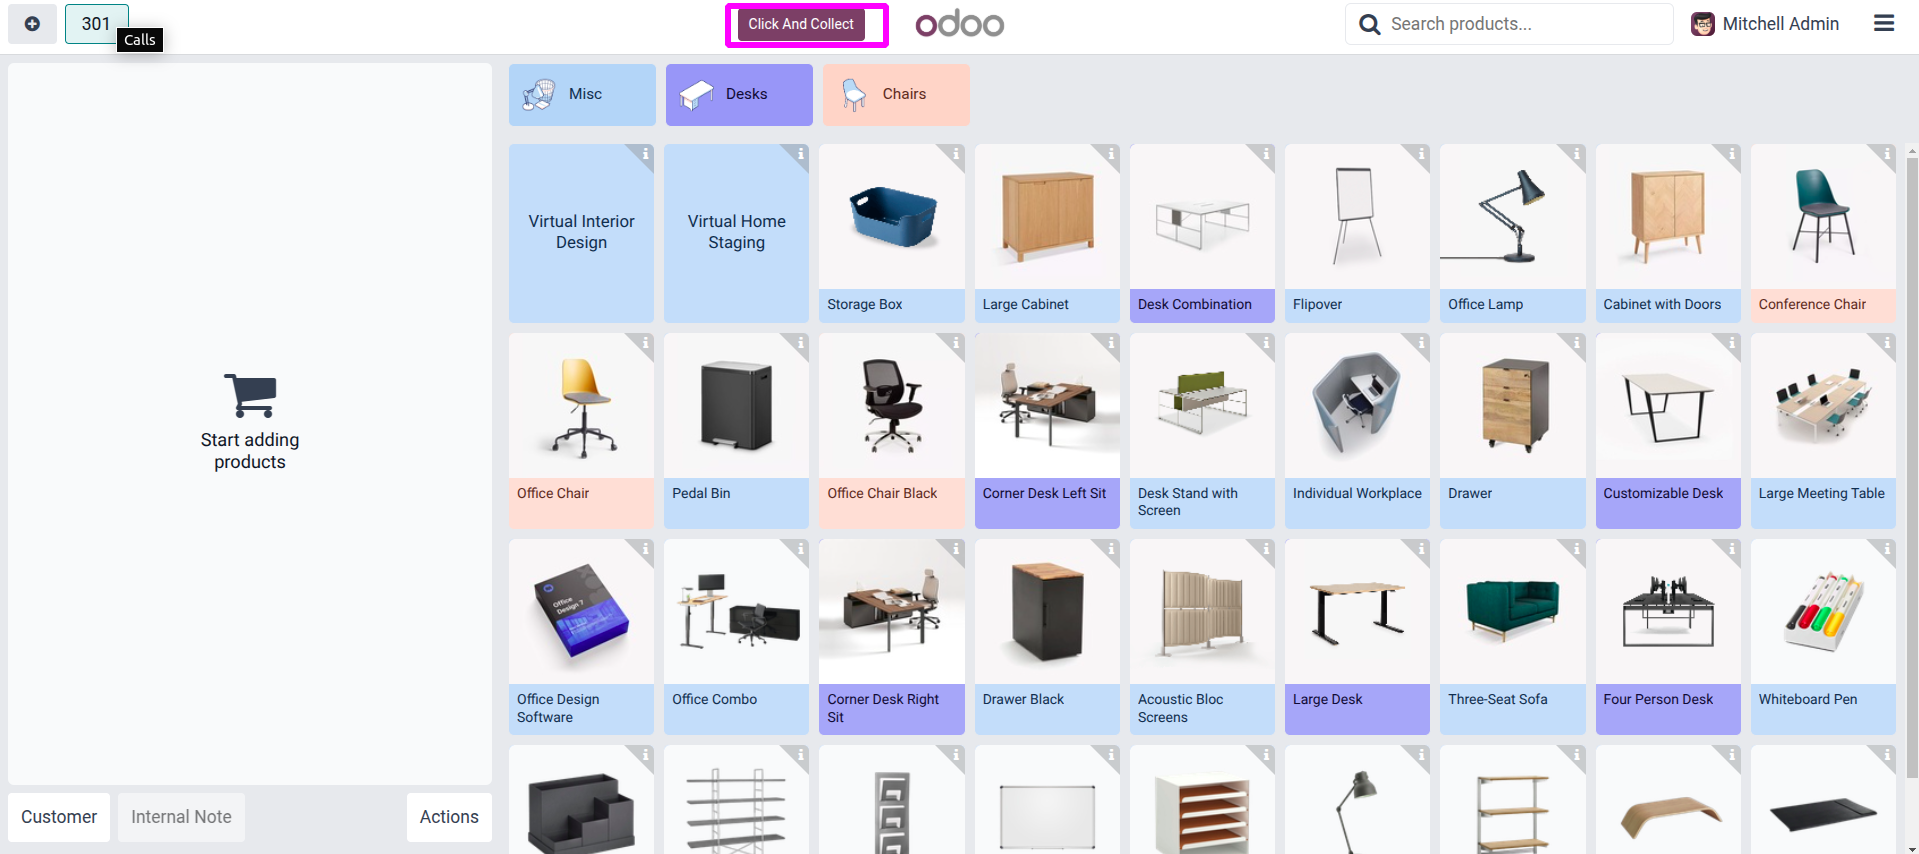 301
Calls
Click And Collect
odoo
Search products...
Mitchell Admin
Misc
Desks
Chairs
Start adding
products
Virtual Interior
Design
Virtual Home
Staging
Storage Box
Large Cabinet
Desk Combination
Flipover
Office Lamp
Cabinet with Doors
Conference Chair
Office Chair
Pedal Bin
Office Chair Black
Corner Desk Left Sit
Desk Stand with
Screen
Individual Workplace
Drawer
Customizable Desk
Large Meeting Table
Office
Design 7
Office Design
Software
Office Combo
Corner Desk Right
Sit
Drawer Black
Acoustic Bloc
Screens
Large Desk
Three-Seat Sofa
Four Person Desk
Whiteboard Pen
Customer
Internal Note
Actions